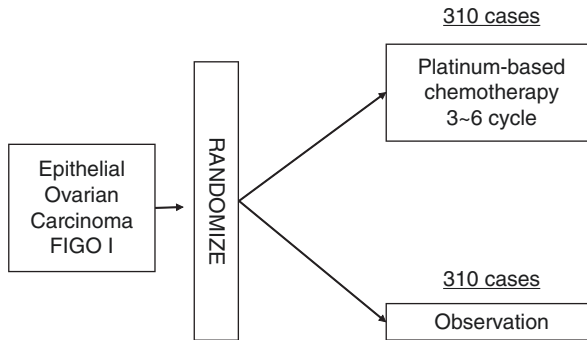 310 cases
Platinum-based
chemotherapy
3~6 cycle
Epithelial
Ovarian
Carcinoma
FIGO I
RANDOMIZE
310 cases
Observation